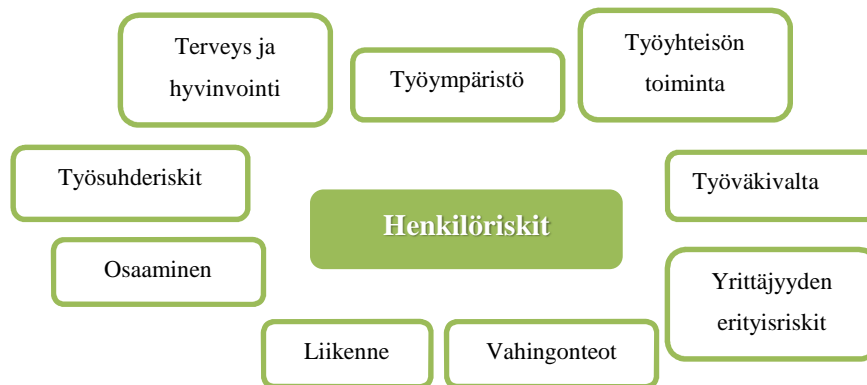 Terveys ja
hyvinvointi
Työympäristö
Työyhteisön
toiminta
Työsuhderiskit
Työväkivalta
Henkilöriskit
Osaaminen
Yrittäjyyden
erityisriskit
Liikenne
Vahingonteot